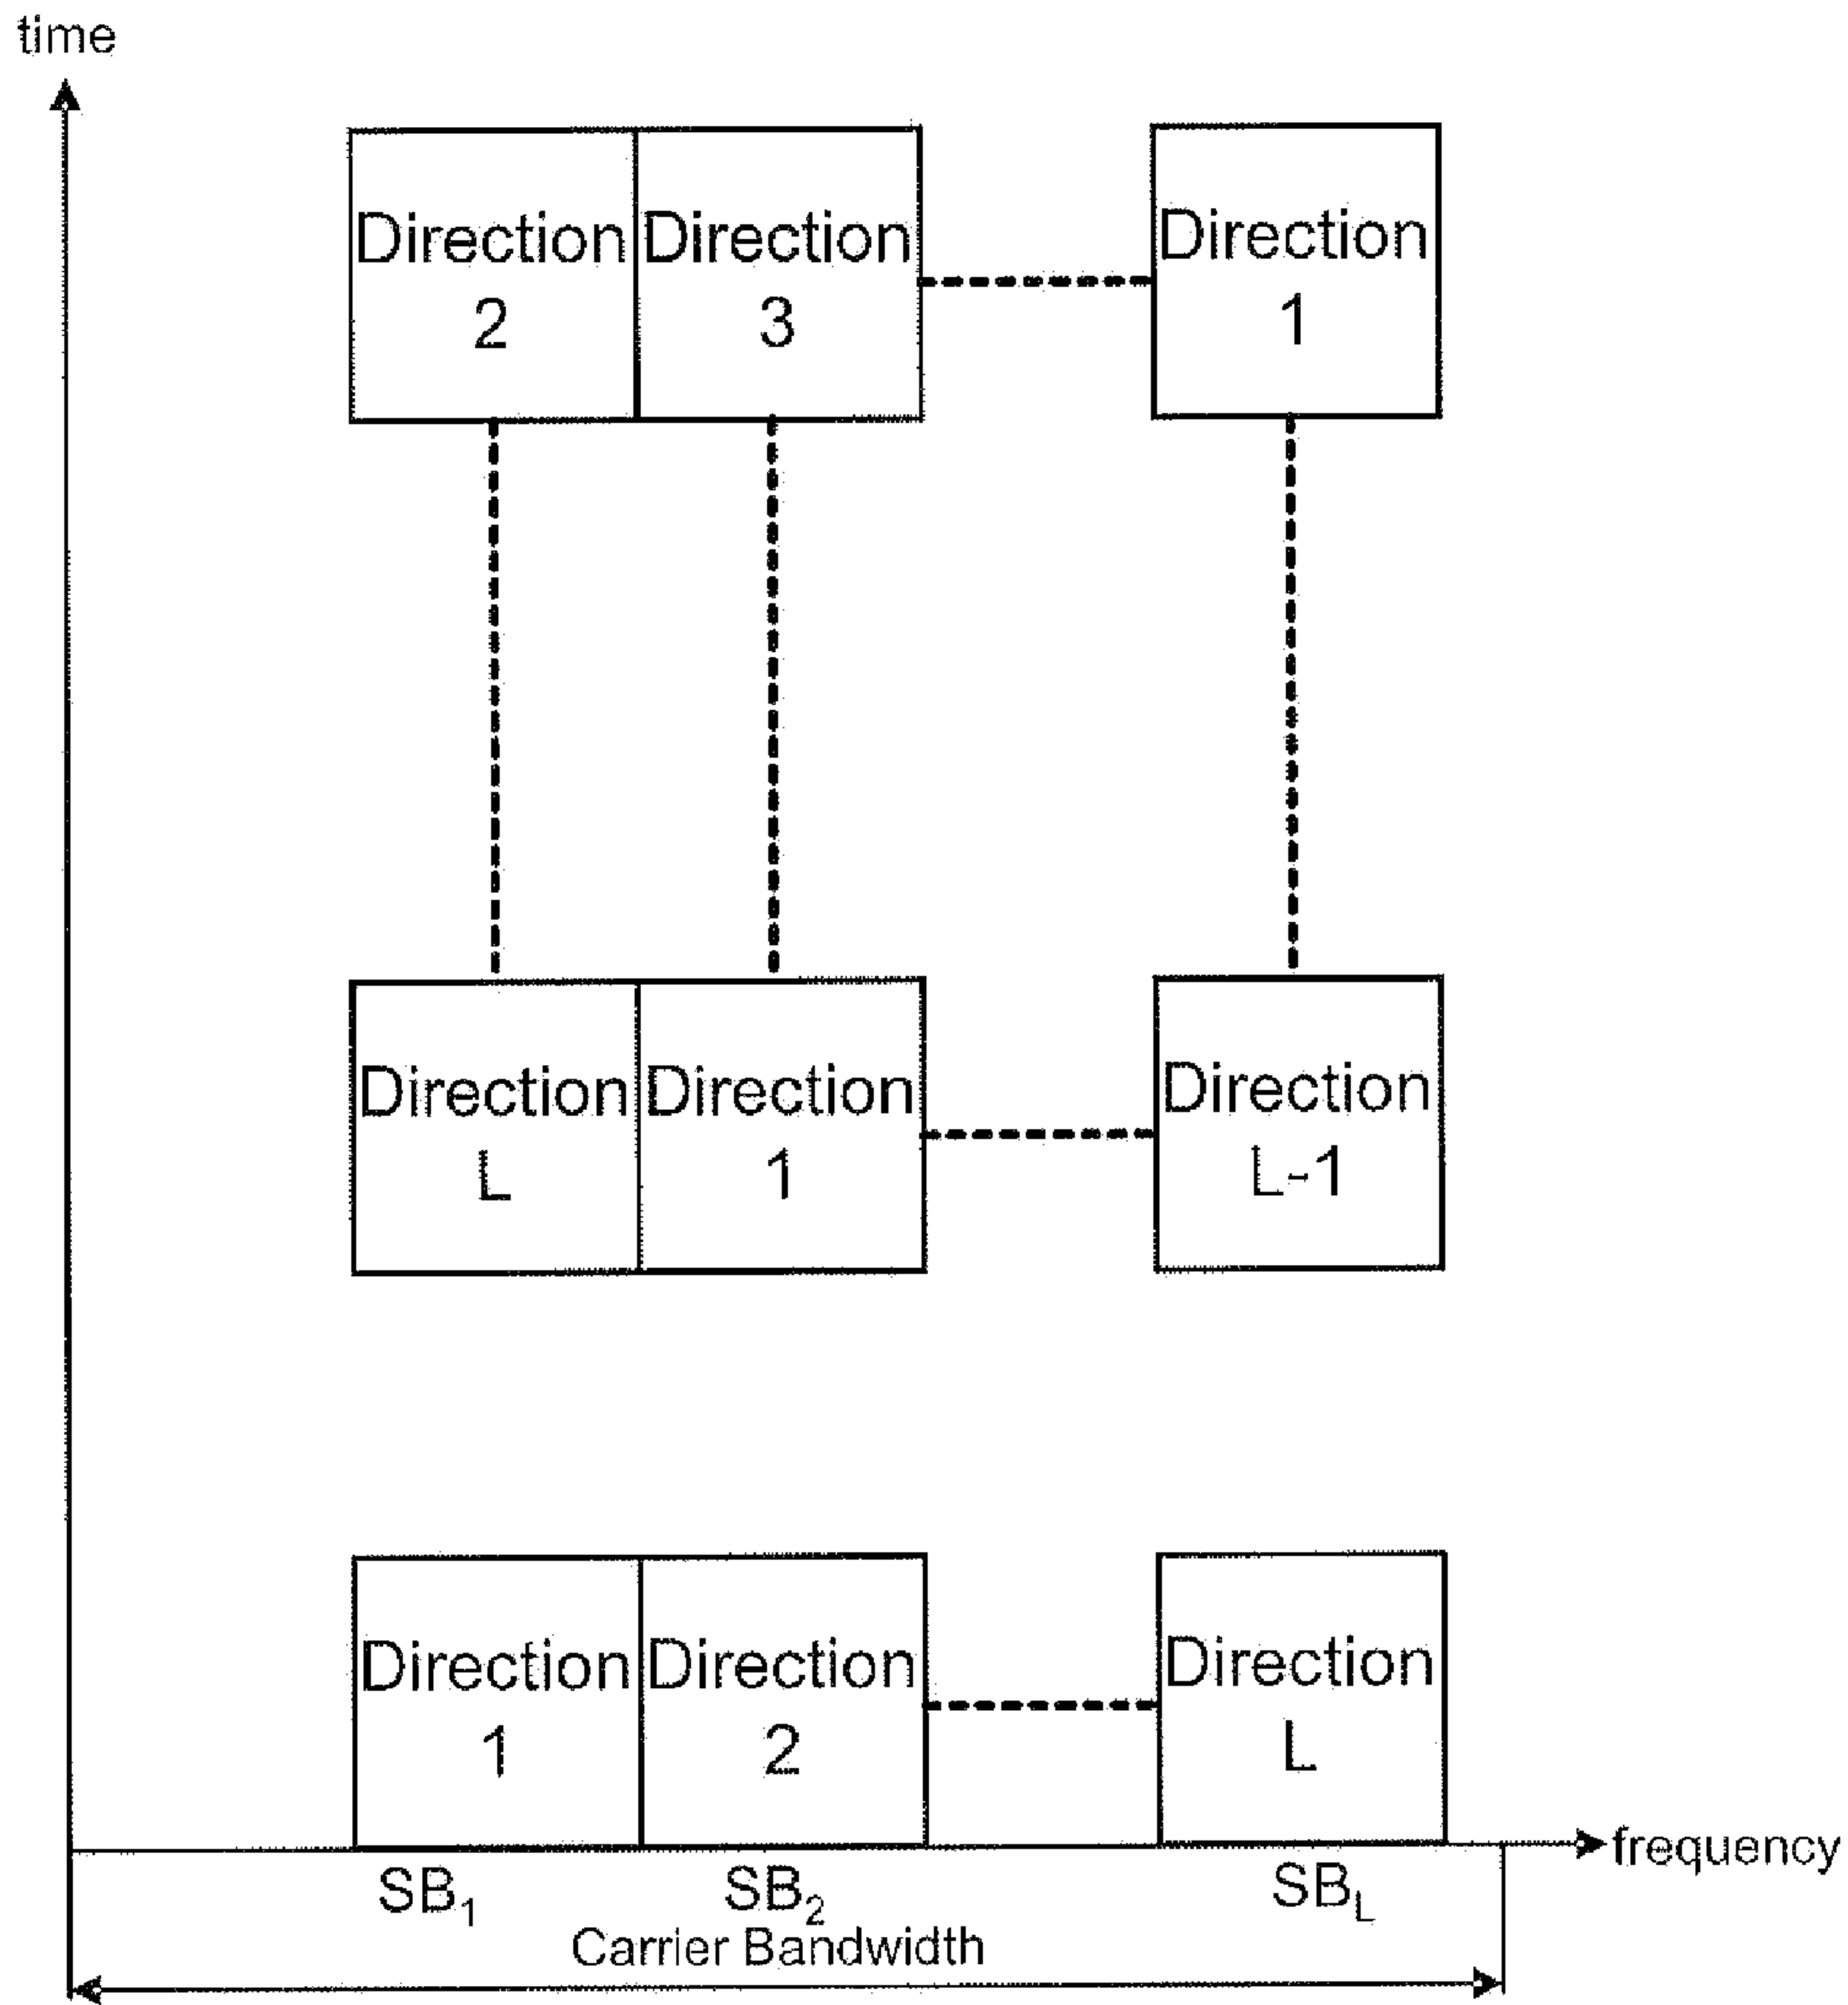 time
Direction 2
Direction 3
Direction 1
Direction L
Direction 1
Direction L-1
Direction 1
Direction 2
Direction L
frequency
SB₁
SB₂
SB_L
Carrier Bandwidth